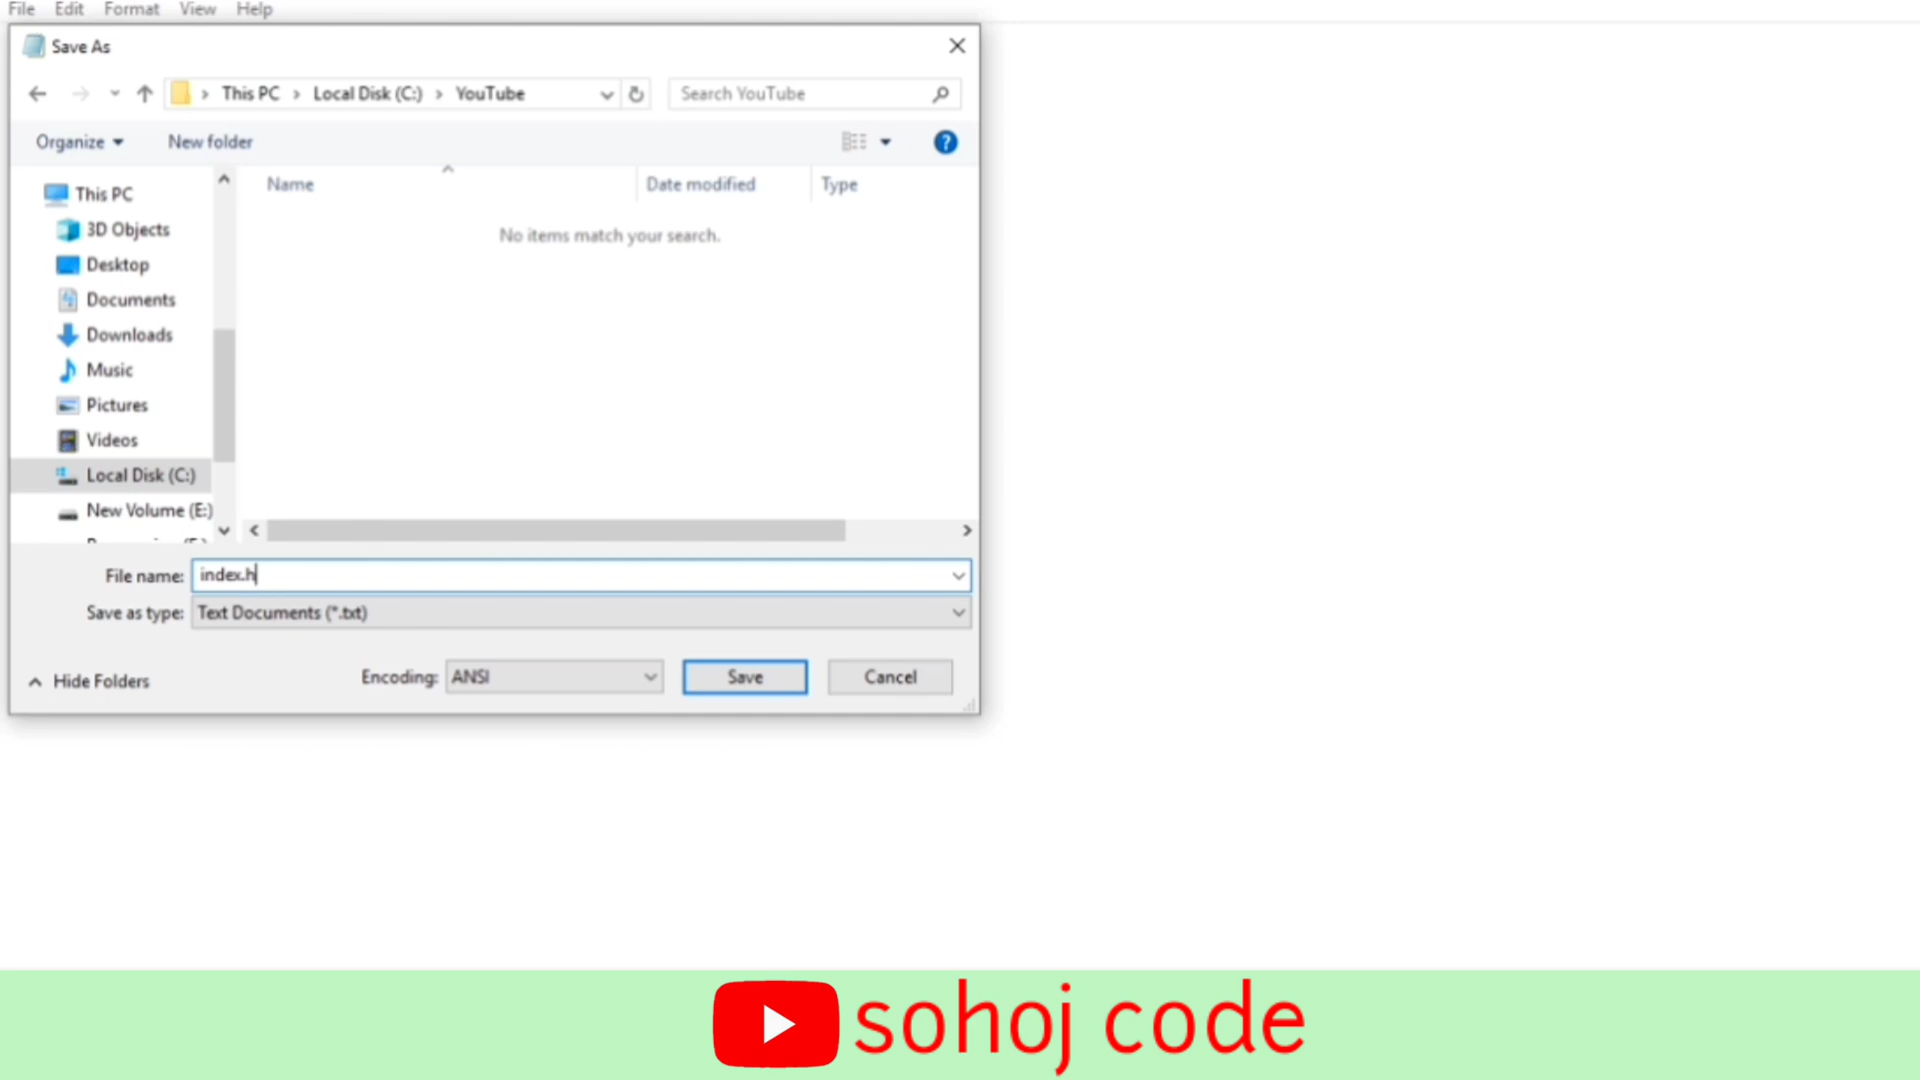 File Edit Format View Help
Save As
This PC Local Disk (C:) YouTube Search YouTube
Organize New folder ?
Name Date modified Type
No items match your search.
This PC
3D Objects
Desktop
Documents
Downloads
Music
Pictures
Videos
Local Disk (C:)
New Volume (E:)
File name: index.h
Save as type: Text Documents (*.txt)
Hide Folders Encoding: ANSI Save Cancel
sohoj code